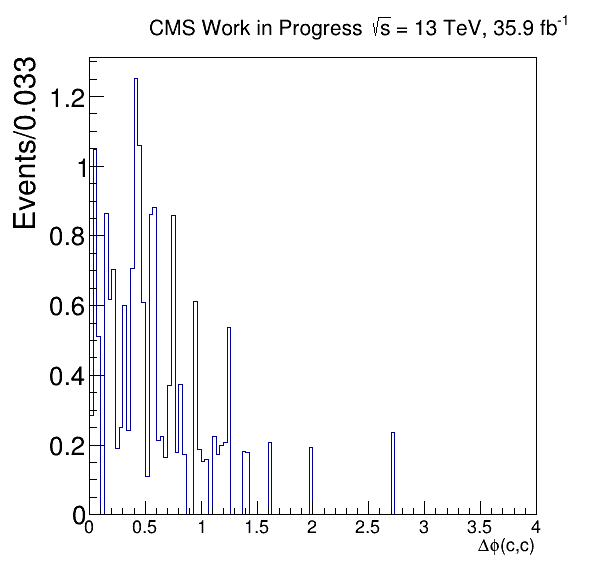 CMS Work in Progress √s = 13 TeV, 35.9 fb⁻¹
Events/0.033
1.2
1
0.8
0.6
0.4
0.2
0
0 0.5 1 1.5 2 2.5 3 3.5 4
Δϕ(c,c)